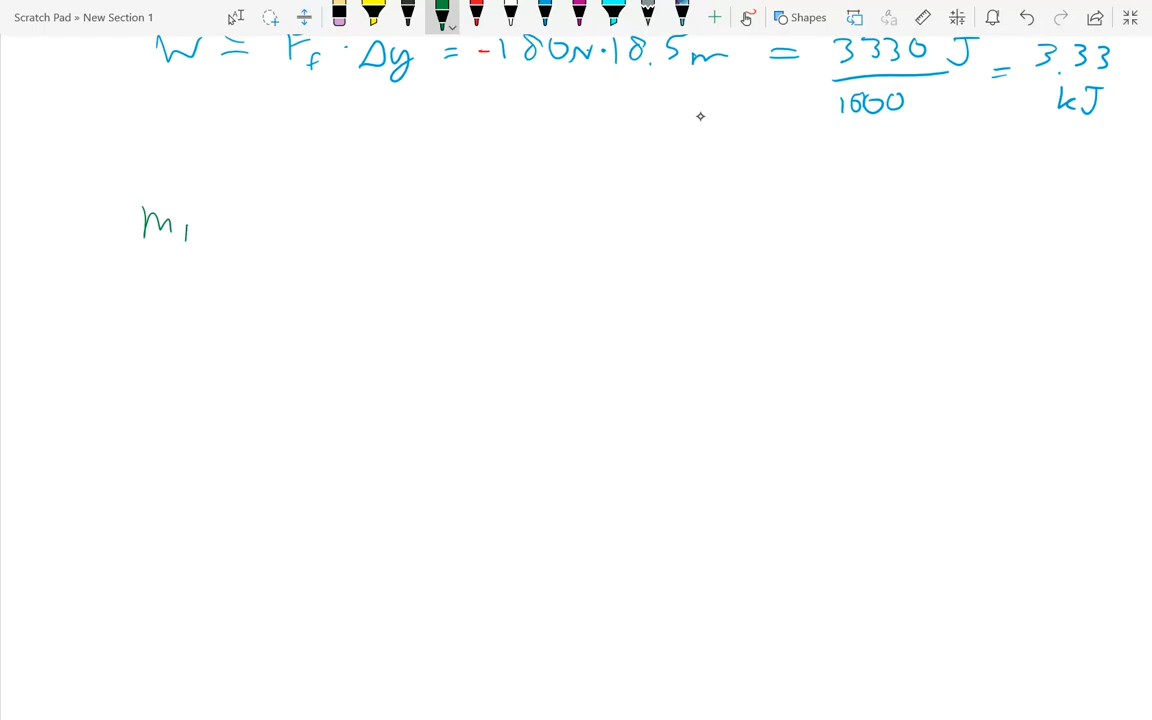 Scratch Pad » New Section 1
Shapes
W = F_f · Δy = -180N·18.5m = 3330 J = 3.33
1000 kJ
m₁